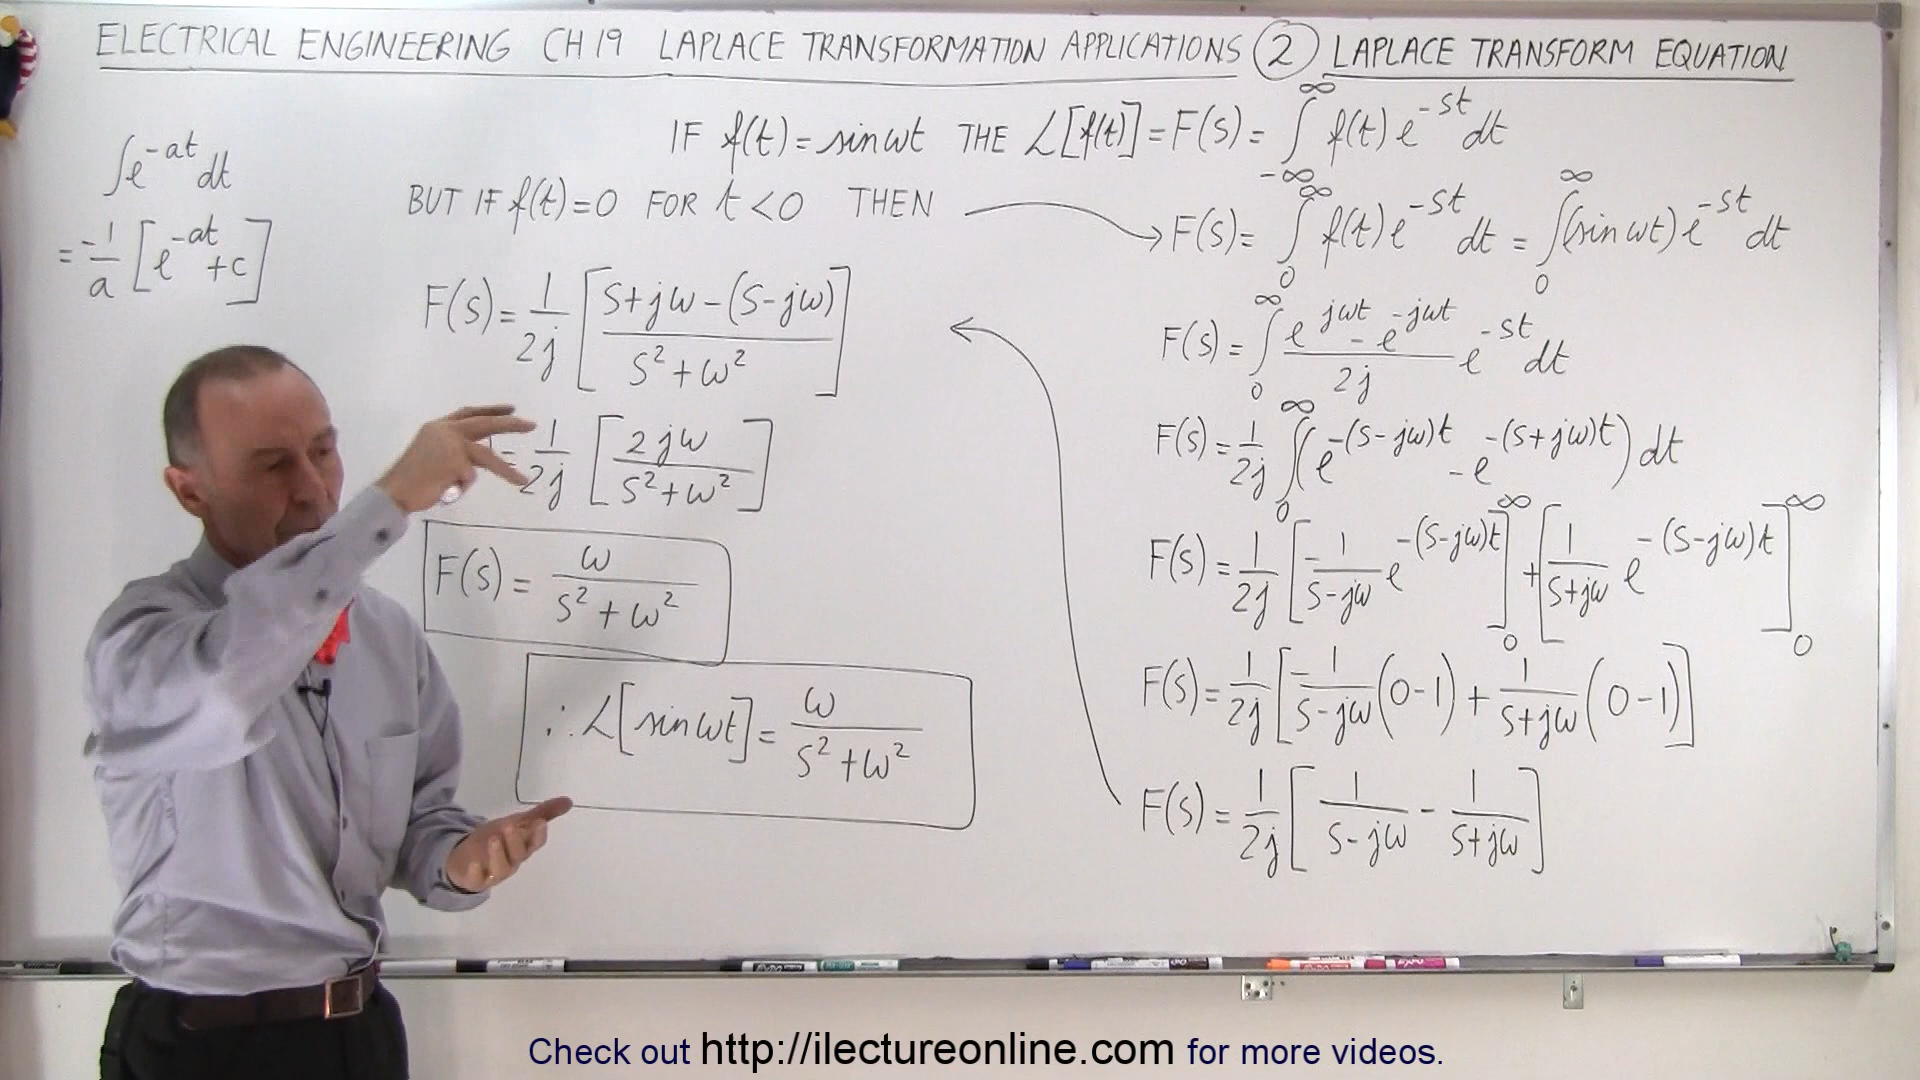 ELECTRICAL ENGINEERING CH 19 LAPLACE TRANSFORMATION APPLICATIONS ② LAPLACE TRANSFORM EQUATION
IF f(t) = sin ωt THE ℒ[f(t)] = F(s) = ∫_{-∞}^{∞} f(t) e^{-st} dt
∫e^{-at} dt
= -1/a [e^{-at} + c]
BUT IF f(t) = 0 FOR t < 0 THEN → F(s) = ∫_0^∞ f(t) e^{-st} dt = ∫_0^∞ (sin ωt) e^{-st} dt
F(s) = 1/2j [(s+jω-(s-jω))/(s²+ω²)]
= 1/2j [2jω/(s²+ω²)]
F(s) = ω/(s²+ω²)
∴ ℒ[sin ωt] = ω/(s²+ω²)
F(s) = ∫_0^∞ (e^{jωt} - e^{-jωt})/2j e^{-st} dt
F(s) = 1/2j ∫_0^∞ (e^{-(s-jω)t} - e^{-(s+jω)t}) dt
F(s) = 1/2j [-1/(s-jω) e^{-(s-jω)t}]_0^∞ + [1/(s+jω) e^{-(s-jω)t}]_0^∞
F(s) = 1/2j [-1/(s-jω) (0-1) + 1/(s+jω) (0-1)]
F(s) = 1/2j [1/(s-jω) - 1/(s+jω)]
Check out http://ilectureonline.com for more videos.